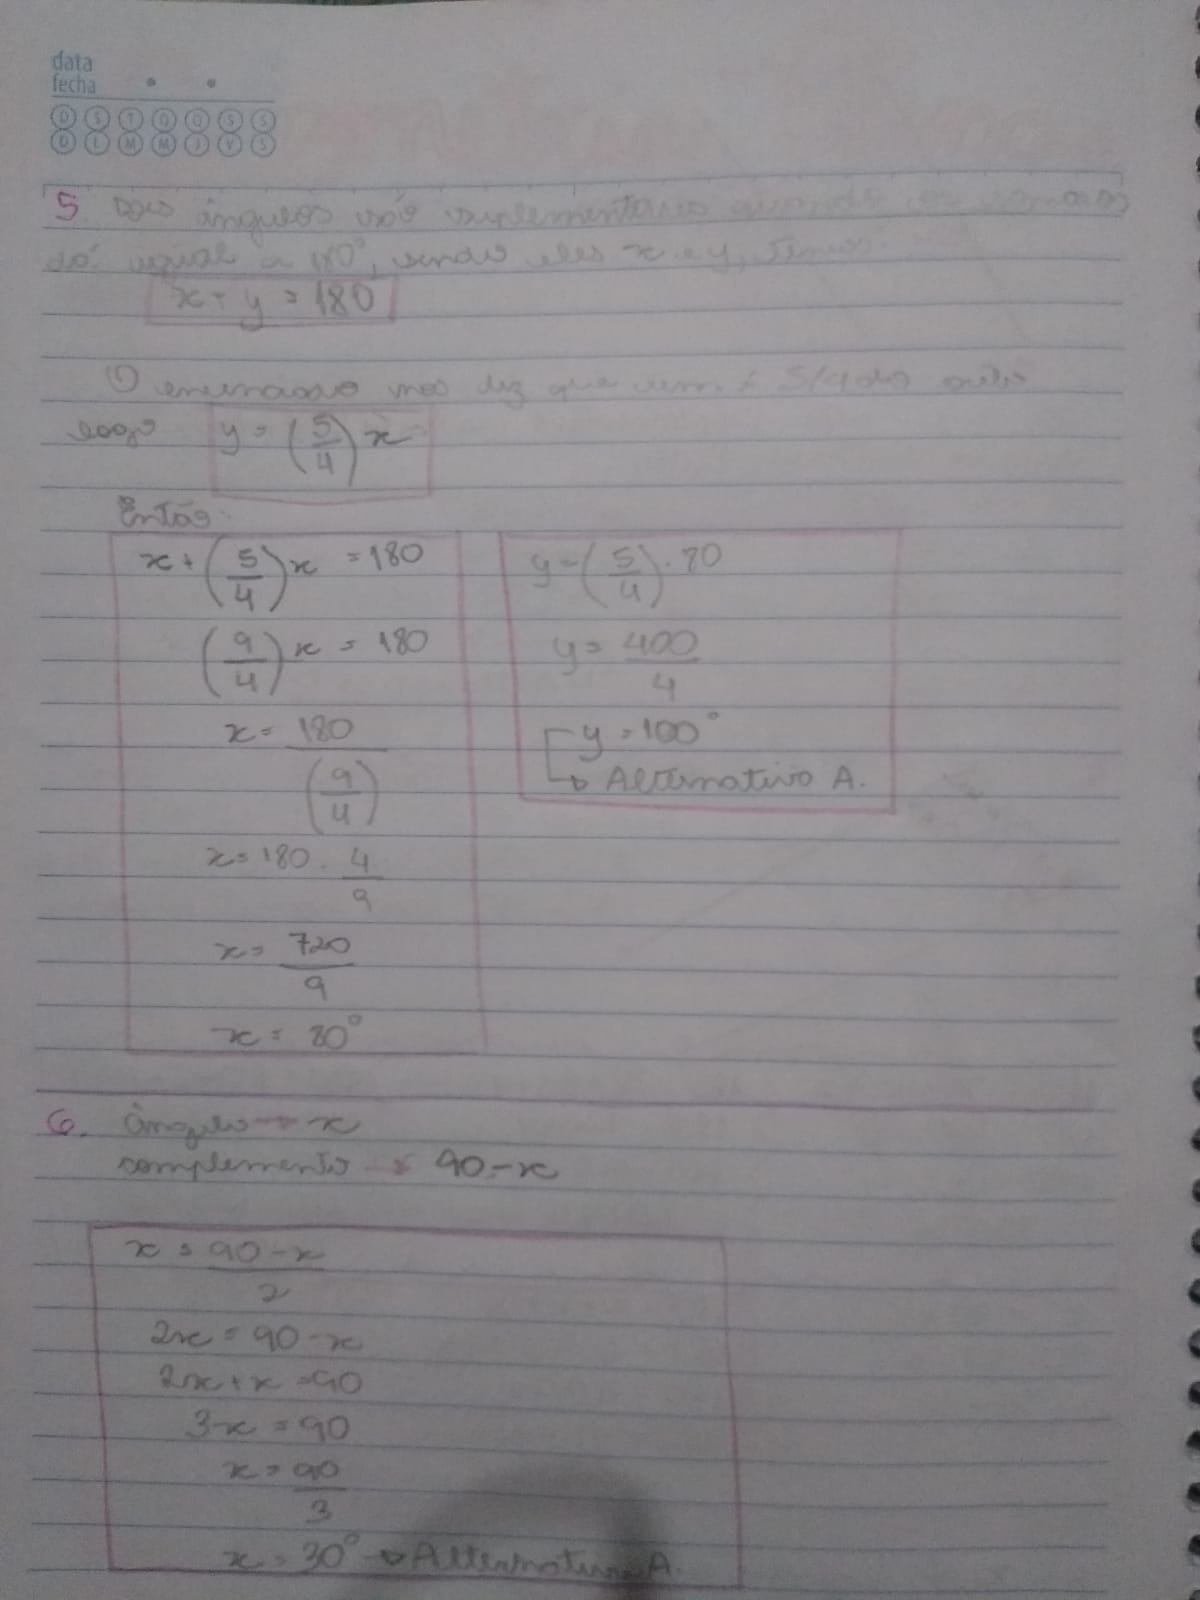 data
fecha
D S T Q Q S S
D L M M J V S
5. Dois ângulos são suplementares quando somados
dá igual a 180°, sendo eles x e y, temos:
x + y = 180
O enunciado nos diz que um é 5/4 do outro
logo y = (5/4) x
Então:
x + (5/4) x = 180
(9/4) x = 180
x = 180/(9/4)
x = 180 . 4/9
x = 720/9
x = 80°
y = (5/4) . 80
y = 400/4
y = 100°
→ Alternativa A.
6. ângulo → x
complemento → 90 - x
x = 90 - x/2
2x = 90 - x
2x + x = 90
3x = 90
x = 90/3
x = 30° → Alternativa A.